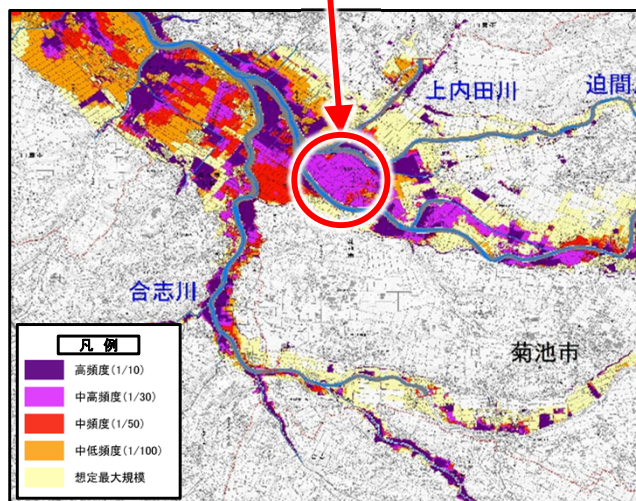 上内田川
迫間
合志川
菊池市
凡 例
高頻度(1/10)
中高頻度(1/30)
中頻度(1/50)
中低頻度(1/100)
想定最大規模